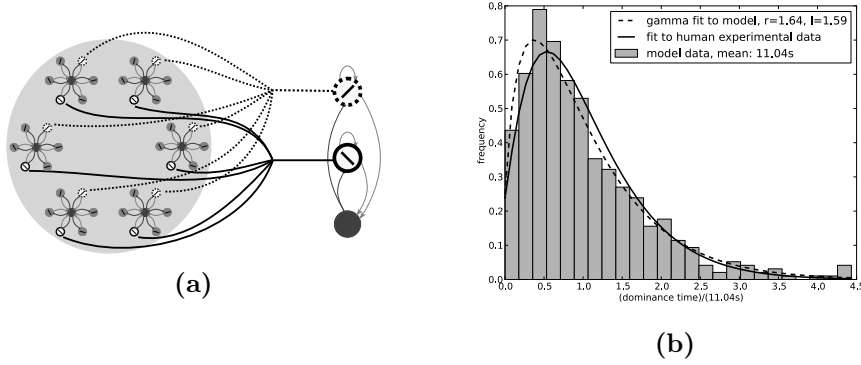 (a)
gamma fit to model, r=1.64, l=1.59
fit to human experimental data
model data, mean: 11.04s
frequency
0.8
0.7
0.6
0.5
0.4
0.3
0.2
0.1
0.0
0.0 0.5 1.0 1.5 2.0 2.5 3.0 3.5 4.0 4.5
(dominance time)/(11.04s)
(b)